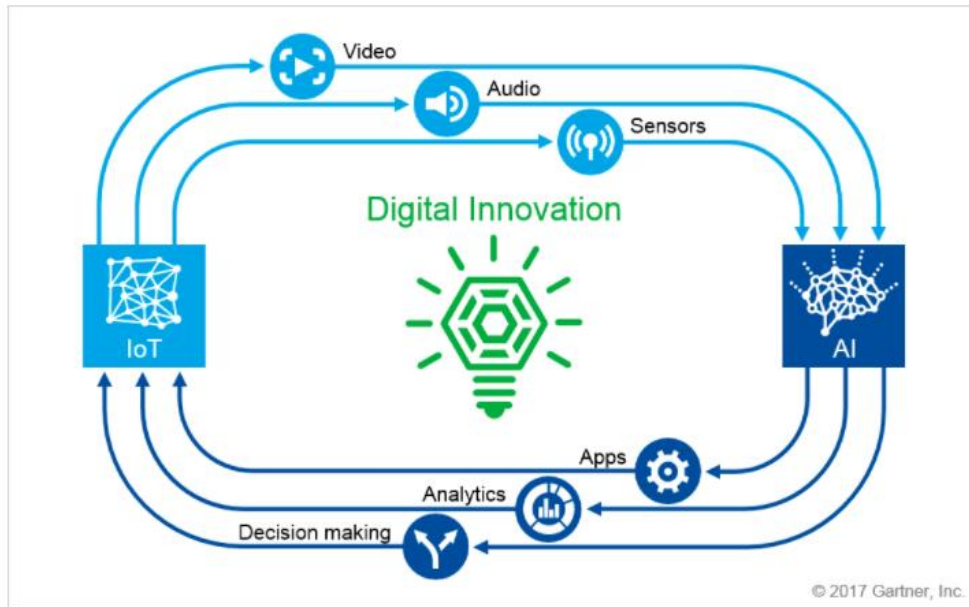 Video
Audio
Sensors
Digital Innovation
IoT
AI
Apps
Analytics
Decision making
© 2017 Gartner, Inc.